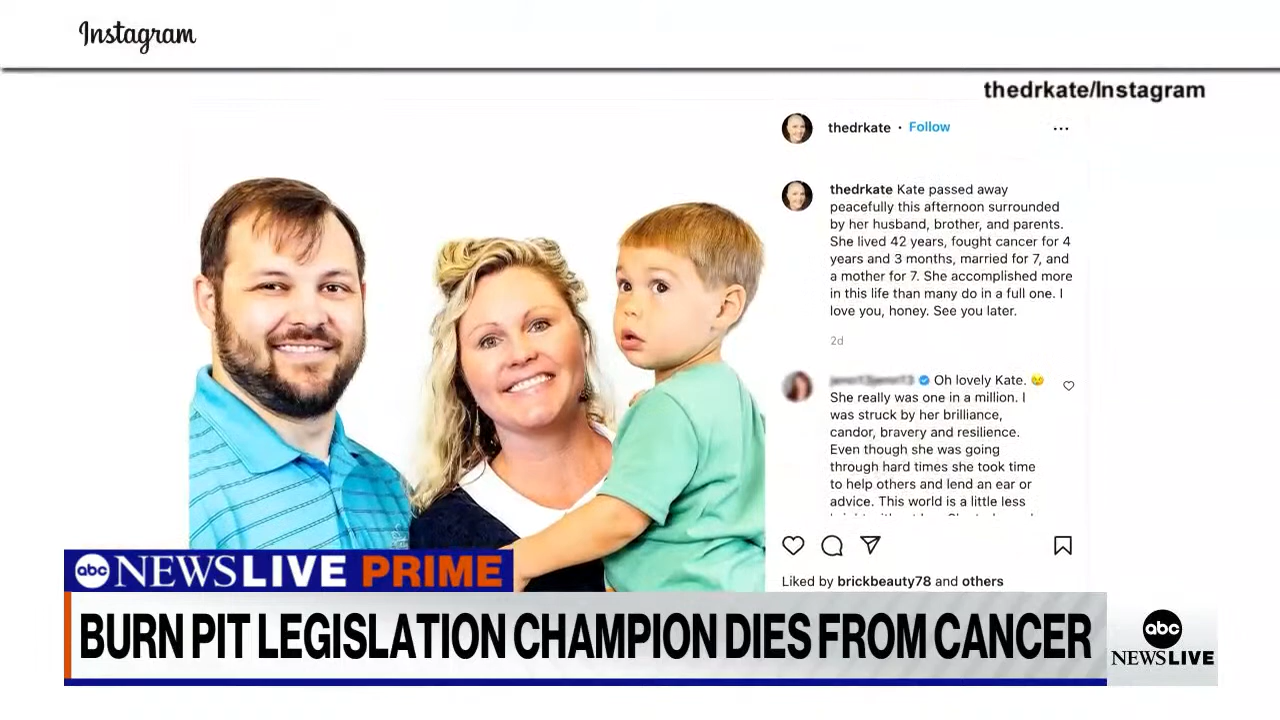 Instagram
thedrkate/Instagram
thedrkate • Follow
thedrkate Kate passed away
peacefully this afternoon surrounded
by her husband, brother, and parents.
She lived 42 years, fought cancer for 4
years and 3 months, married for 7, and
a mother for 7. She accomplished more
in this life than many do in a full one. I
love you, honey. See you later.
2d
Oh lovely Kate.
She really was one in a million. I
was struck by her brilliance,
candor, bravery and resilience.
Even though she was going
through hard times she took time
to help others and lend an ear or
advice. This world is a little less
Liked by brickbeauty78 and others
abc NEWS LIVE PRIME
BURN PIT LEGISLATION CHAMPION DIES FROM CANCER
abc
NEWS LIVE